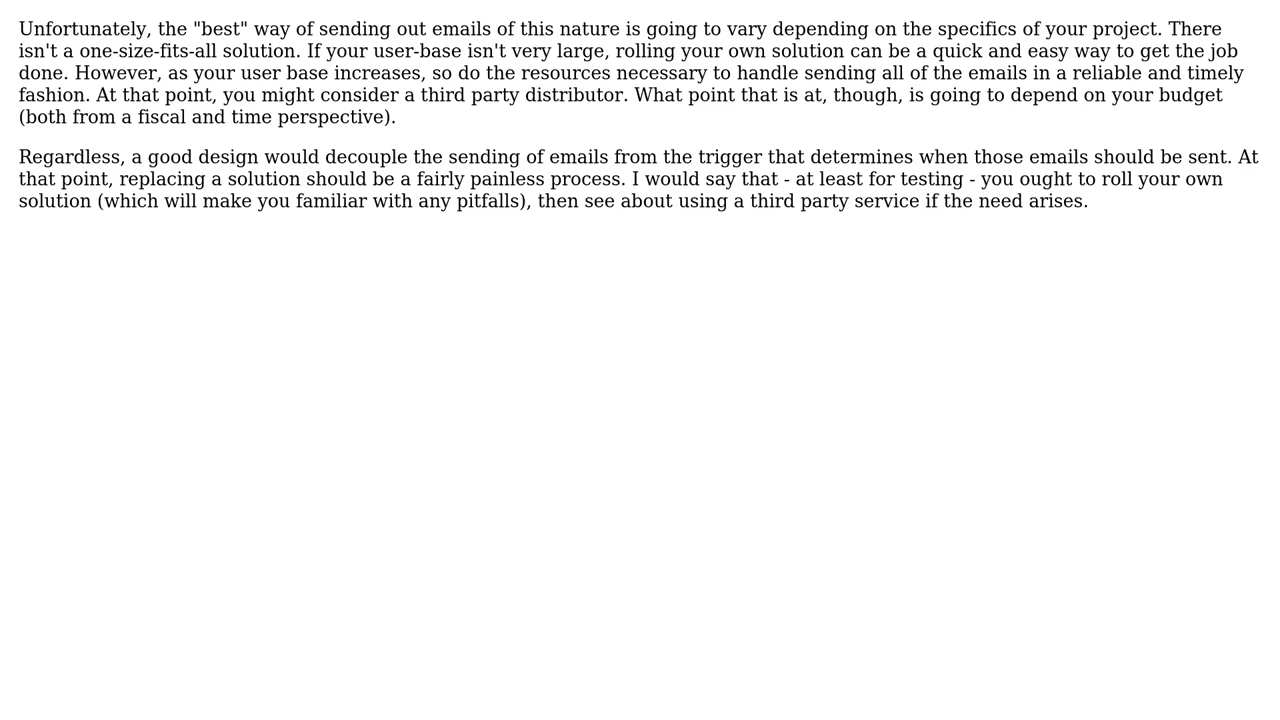 Unfortunately, the "best" way of sending out emails of this nature is going to vary depending on the specifics of your project. There
isn't a one-size-fits-all solution. If your user-base isn't very large, rolling your own solution can be a quick and easy way to get the job
done. However, as your user base increases, so do the resources necessary to handle sending all of the emails in a reliable and timely
fashion. At that point, you might consider a third party distributor. What point that is at, though, is going to depend on your budget
(both from a fiscal and time perspective).
Regardless, a good design would decouple the sending of emails from the trigger that determines when those emails should be sent. At
that point, replacing a solution should be a fairly painless process. I would say that - at least for testing - you ought to roll your own
solution (which will make you familiar with any pitfalls), then see about using a third party service if the need arises.